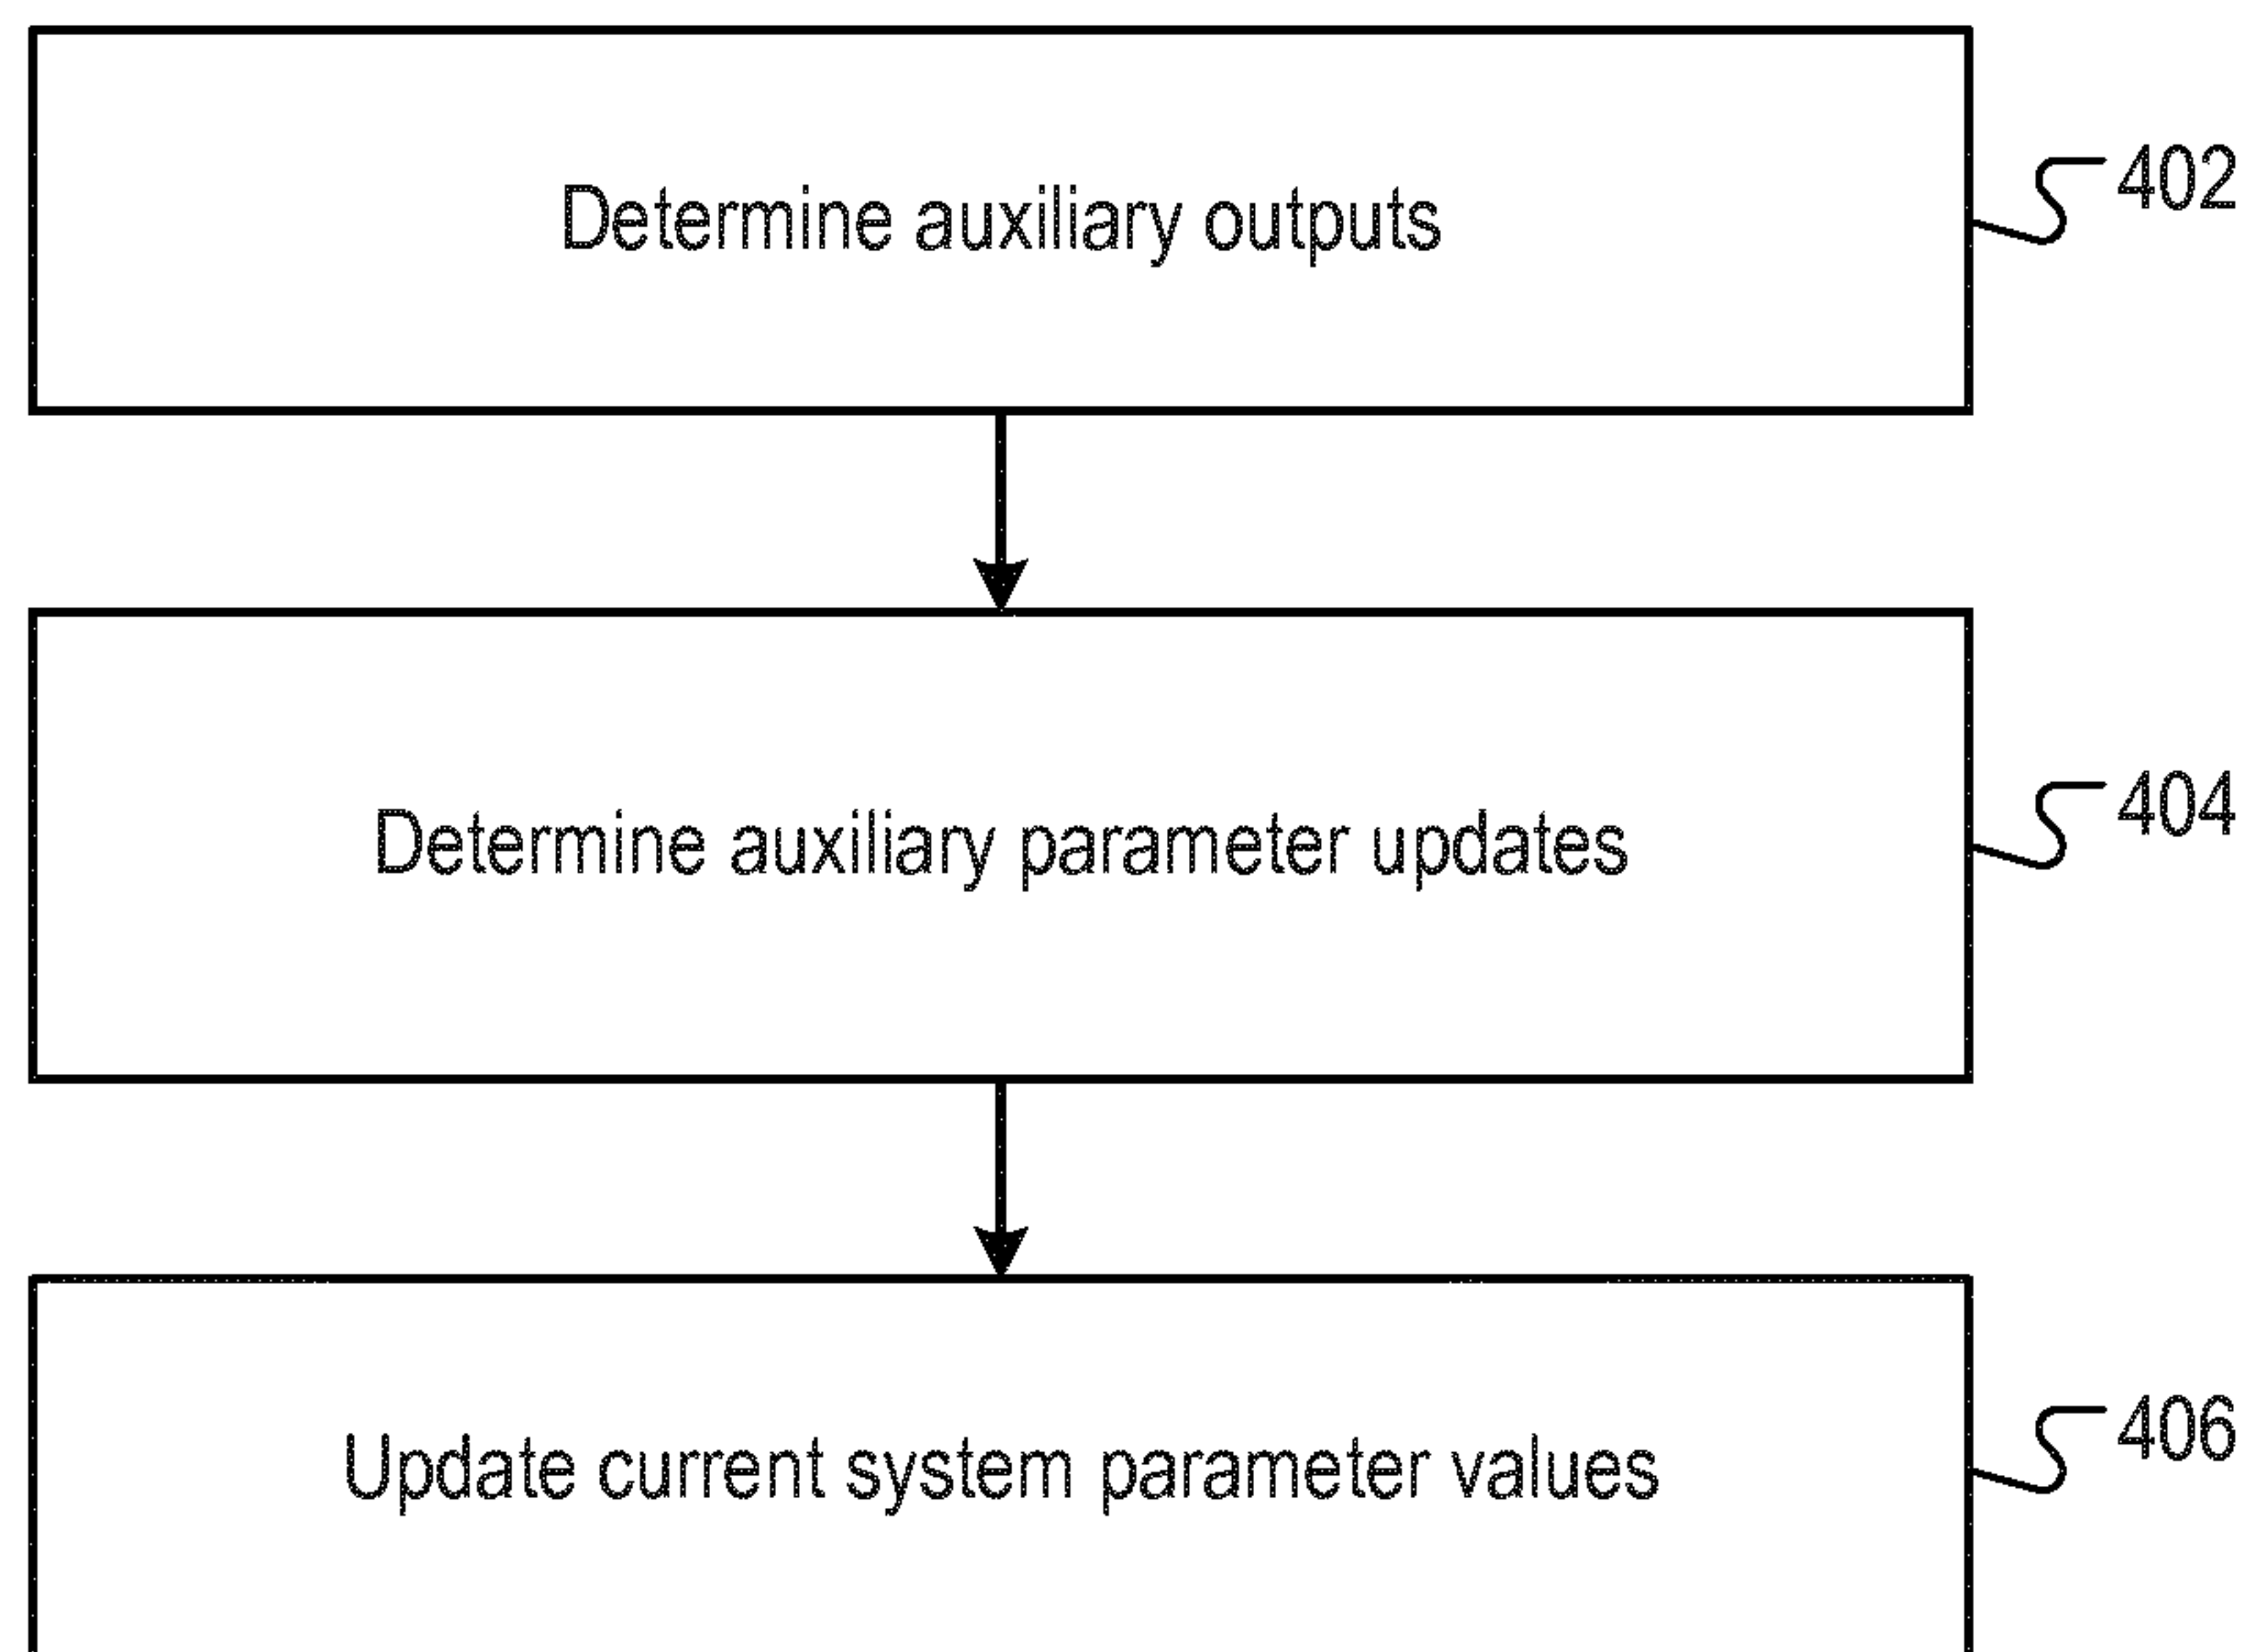 Determine auxiliary outputs
402
Determine auxiliary parameter updates
404
Update current system parameter values
406